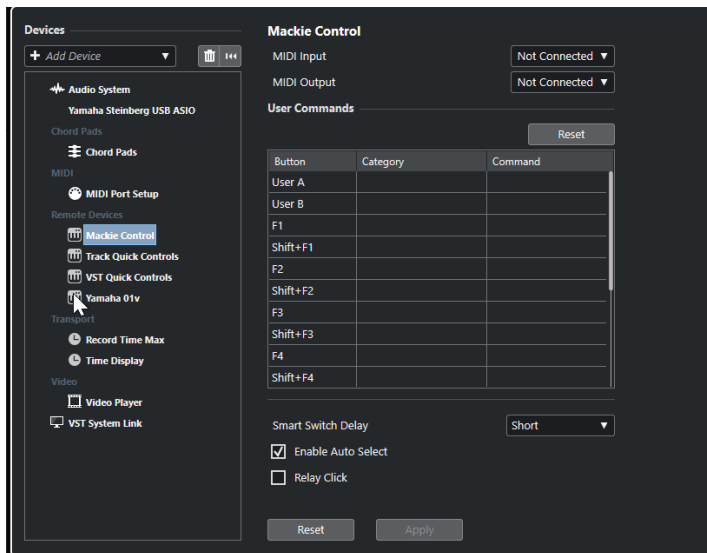 Devices
Add Device
Audio System
Yamaha Steinberg USB ASIO
Chord Pads
Chord Pads
MIDI
MIDI Port Setup
Remote Devices
Mackie Control
Track Quick Controls
VST Quick Controls
Yamaha 01v
Transport
Record Time Max
Time Display
Video
Video Player
VST System Link
Mackie Control
MIDI Input Not Connected
MIDI Output Not Connected
User Commands
Reset
Button Category Command
User A
User B
F1
Shift+F1
F2
Shift+F2
F3
Shift+F3
F4
Shift+F4
Smart Switch Delay Short
Enable Auto Select
Relay Click
Reset Apply